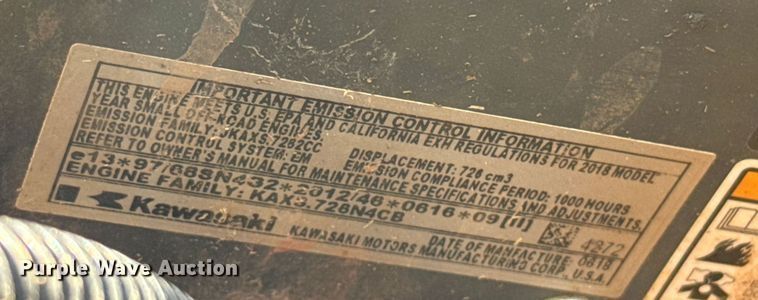 IMPORTANT EMISSION CONTROL INFORMATION
THIS ENGINE MEETS U.S. EPA AND CALIFORNIA EXH REGULATIONS FOR 2018 MODEL
YEAR SMALL OFF-ROAD ENGINES
EMISSION FAMILY: JKAXS.7262CC DISPLACEMENT: 726 cm3
EMISSION CONTROL SYSTEM: EM EMISSION COMPLIANCE PERIOD: 1000 HOURS
REFER TO OWNER'S MANUAL FOR MAINTENANCE SPECIFICATIONS AND ADJUSTMENTS.
e13*97/68SN4G2*2012/46*0616*09[II]
ENGINE FAMILY: KAXS.726N4CB 4372
Kawasaki DATE OF MANUFACTURE: 0818
KAWASAKI MOTORS MANUFACTURING CORP. U.S.A.
Purple Wave Auction